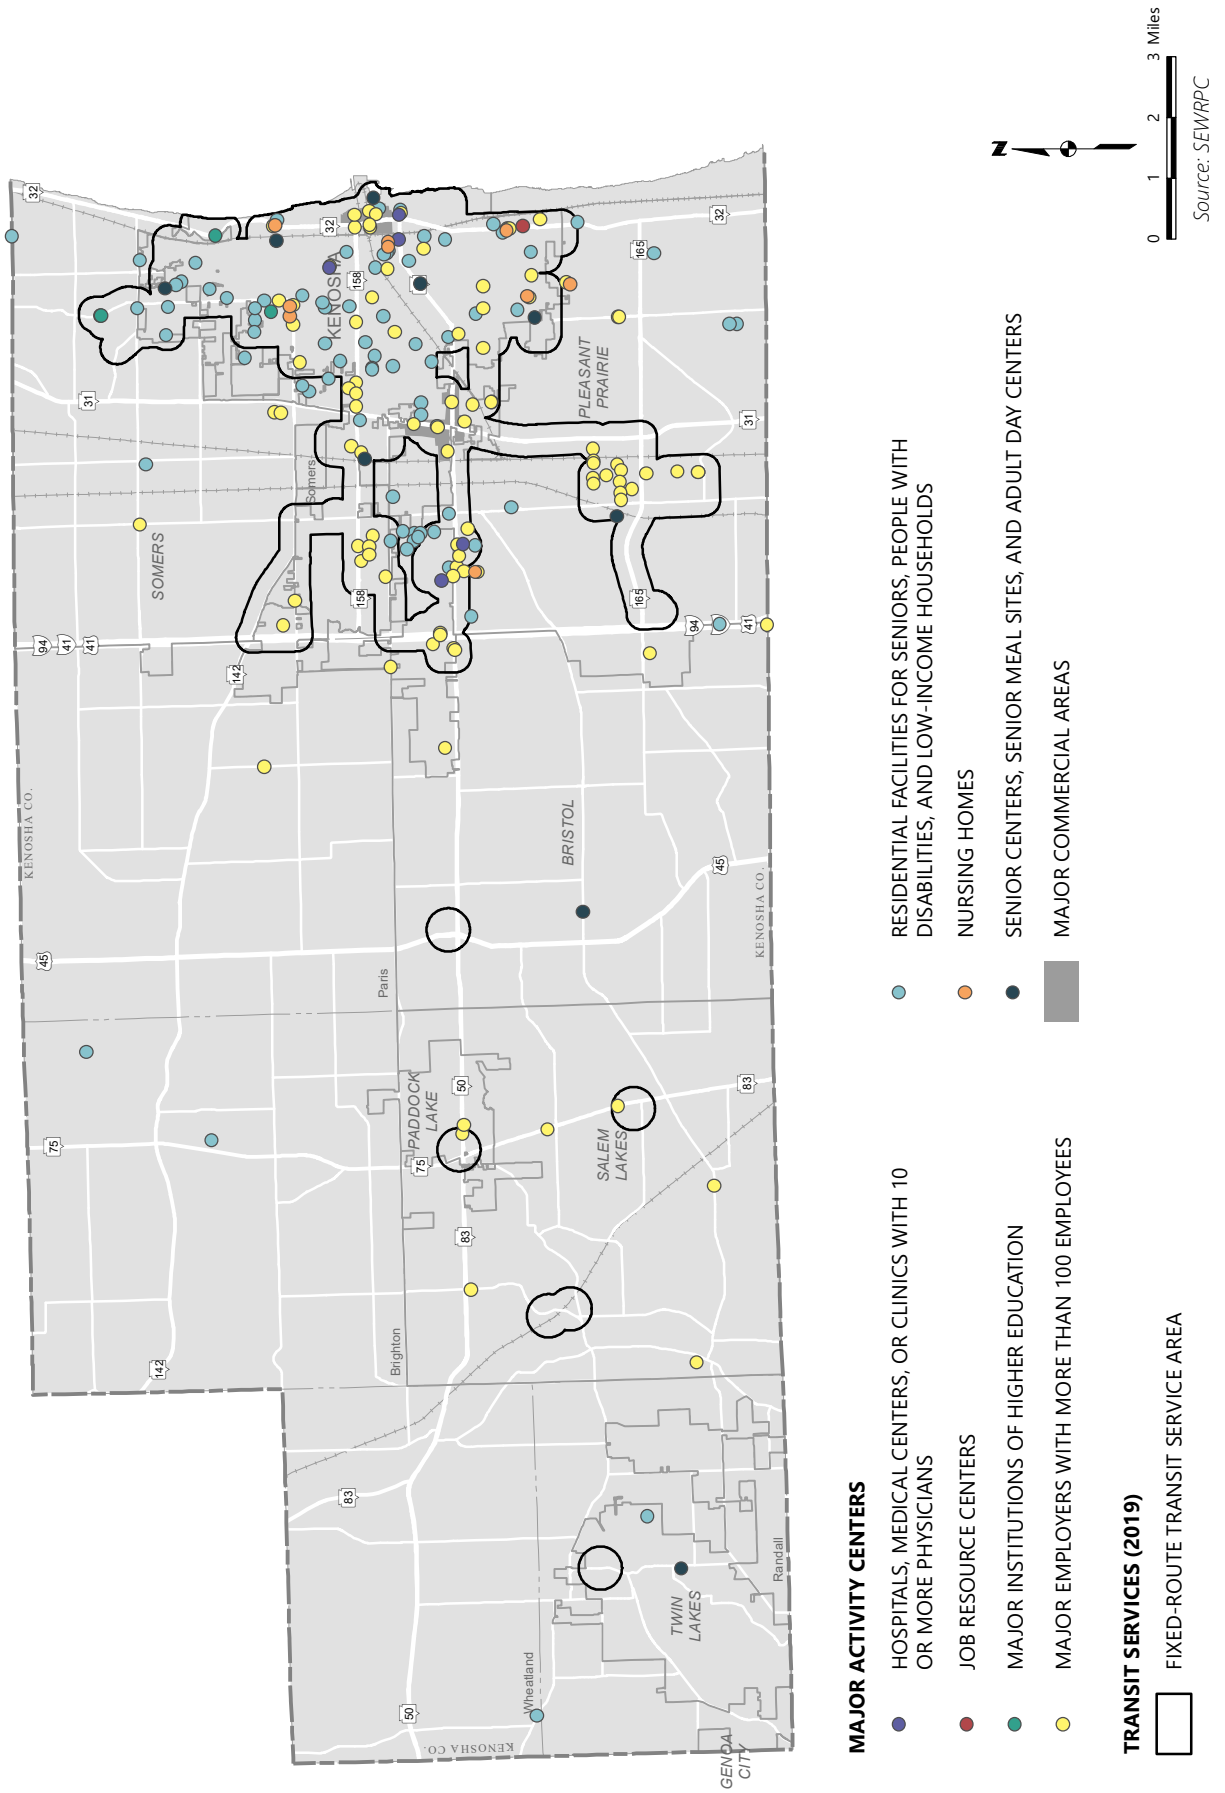 KENOSHA CO.
KENOSHA CO.
KENOSHA CO.
SOMERS
Somers
KENOSHA
PLEASANT
PRAIRIE
BRISTOL
Paris
PADDOCK
LAKE
SALEM
LAKES
Brighton
Wheatland
TWIN
LAKES
Randall
GENOA
CITY
94
41
41
32
31
142
158
158
32
165
32
31
165
94
41
45
45
75
75
50
83
83
142
83
50
MAJOR ACTIVITY CENTERS
HOSPITALS, MEDICAL CENTERS, OR CLINICS WITH 10
OR MORE PHYSICIANS
JOB RESOURCE CENTERS
MAJOR INSTITUTIONS OF HIGHER EDUCATION
MAJOR EMPLOYERS WITH MORE THAN 100 EMPLOYEES
RESIDENTIAL FACILITIES FOR SENIORS, PEOPLE WITH
DISABILITIES, AND LOW-INCOME HOUSEHOLDS
NURSING HOMES
SENIOR CENTERS, SENIOR MEAL SITES, AND ADULT DAY CENTERS
MAJOR COMMERCIAL AREAS
TRANSIT SERVICES (2019)
FIXED-ROUTE TRANSIT SERVICE AREA
N
0 1 2 3 Miles
Source: SEWRPC